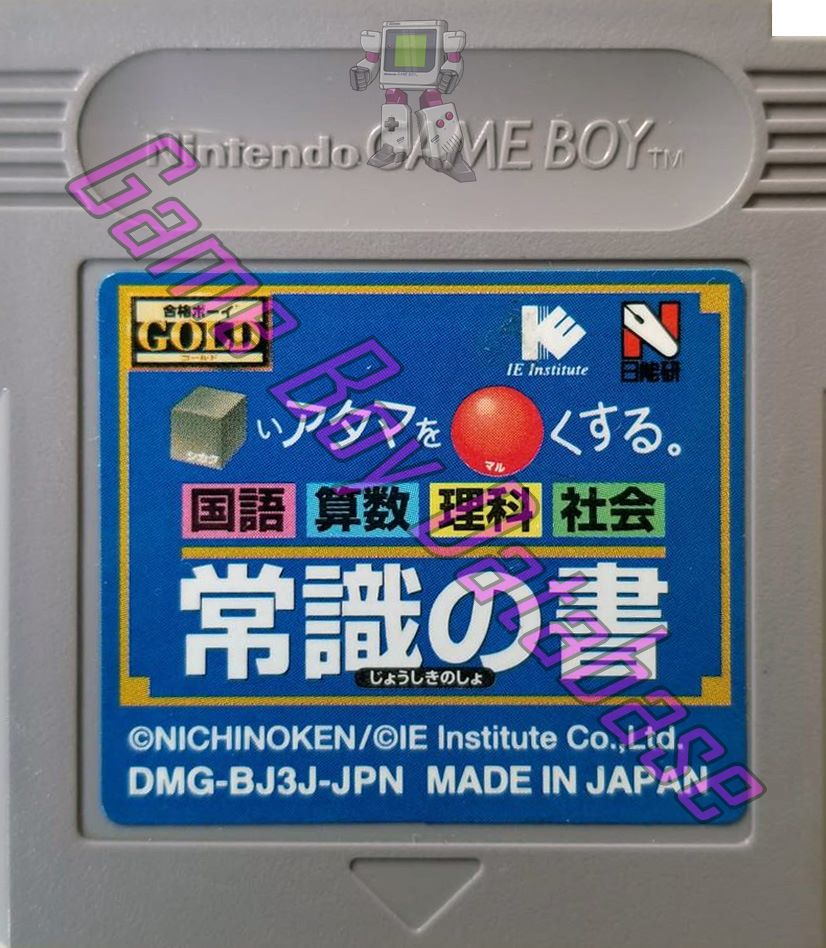 Nintendo GAME BOY TM
合格ボーイ
GOLD
ゴールド
IE Institute
日能研
シカク
いアタマを
マル
くする。
国語 算数 理科 社会
常識の書
じょうしきのしょ
©NICHINOKEN/©IE Institute Co.,Ltd.
DMG-BJ3J-JPN MADE IN JAPAN
Game Boy Database